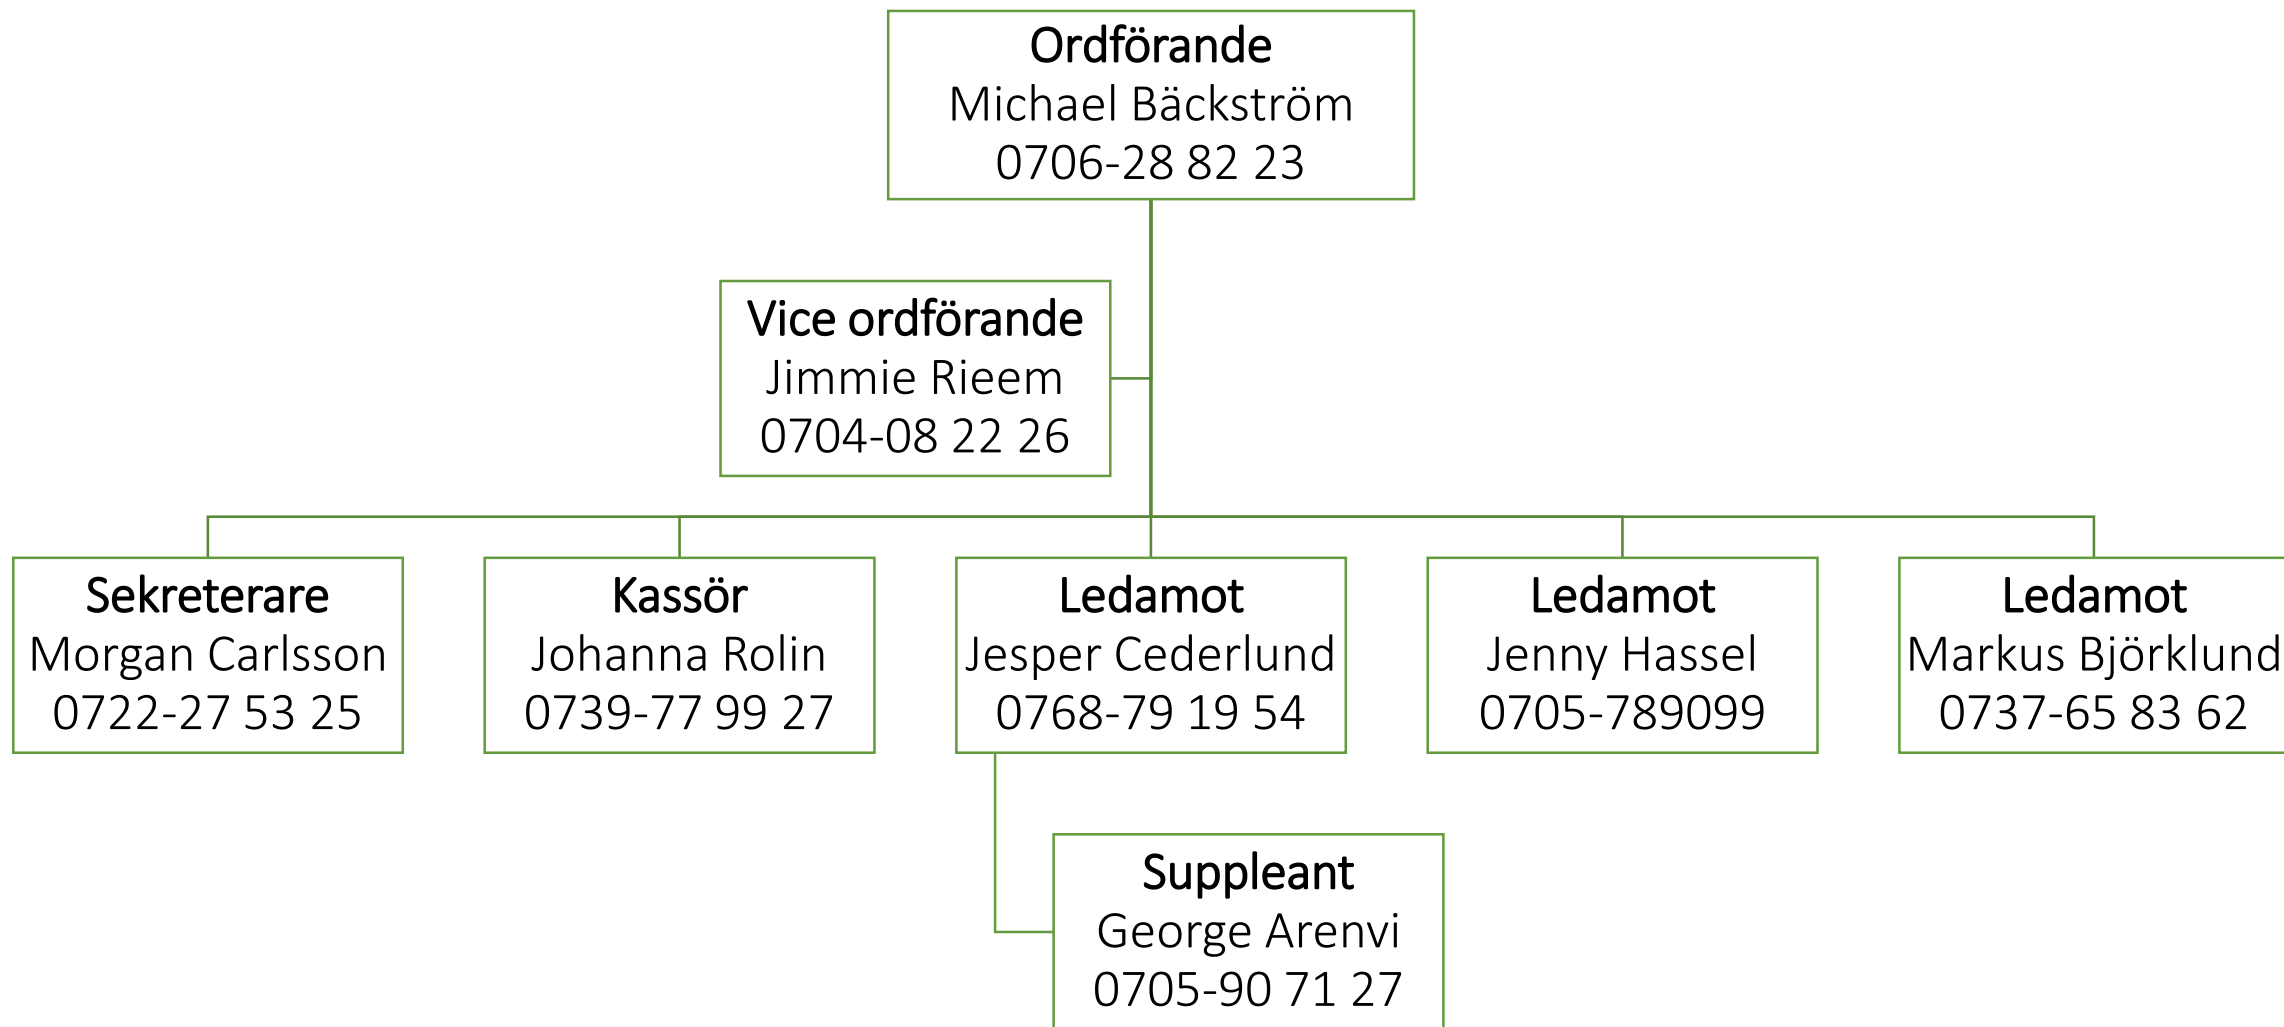 Ordförande
Michael Bäckström
0706-28 82 23
Vice ordförande
Jimmie Rieem
0704-08 22 26
Sekreterare
Morgan Carlsson
0722-27 53 25
Kassör
Johanna Rolin
0739-77 99 27
Ledamot
Jesper Cederlund
0768-79 19 54
Ledamot
Jenny Hassel
0705-789099
Ledamot
Markus Björklund
0737-65 83 62
Suppleant
George Arenvi
0705-90 71 27